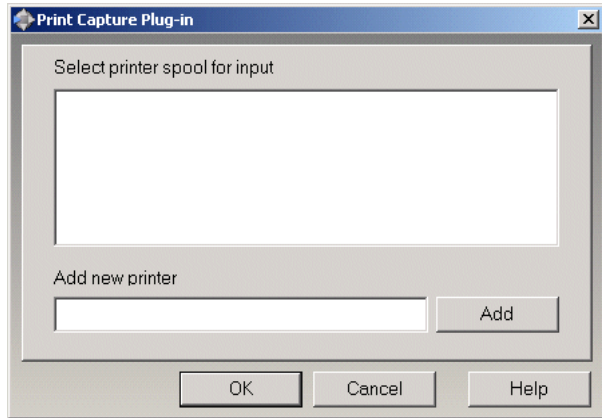 Print Capture Plug-in
Select printer spool for input
Add new printer
Add
OK Cancel Help